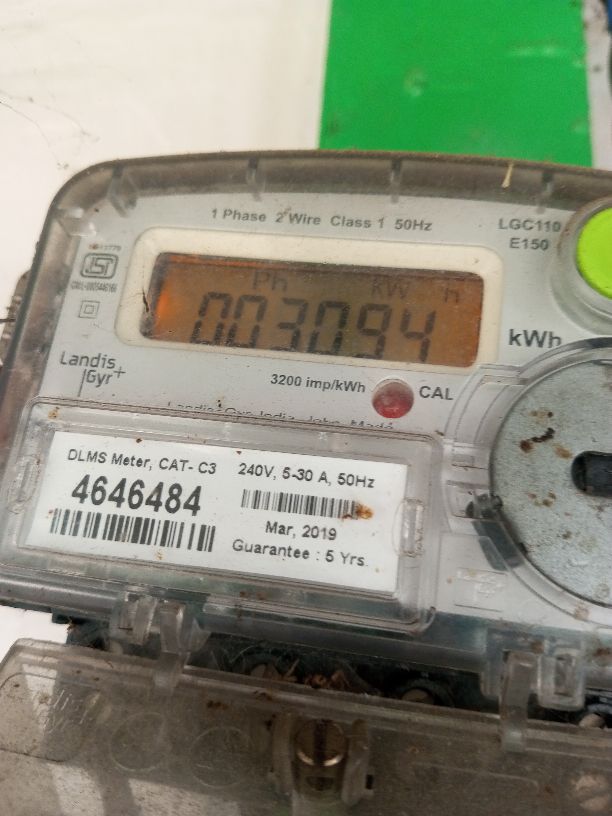 1 Phase 2 Wire Class 1 50Hz
LGC110
E150
ISI
Ph kW h
003094
kWh
Landis
Gyr+
3200 imp/kWh
CAL
DLMS Meter, CAT- C3
240V, 5-30 A, 50Hz
4646484
Mar, 2019
Guarantee : 5 Yrs.